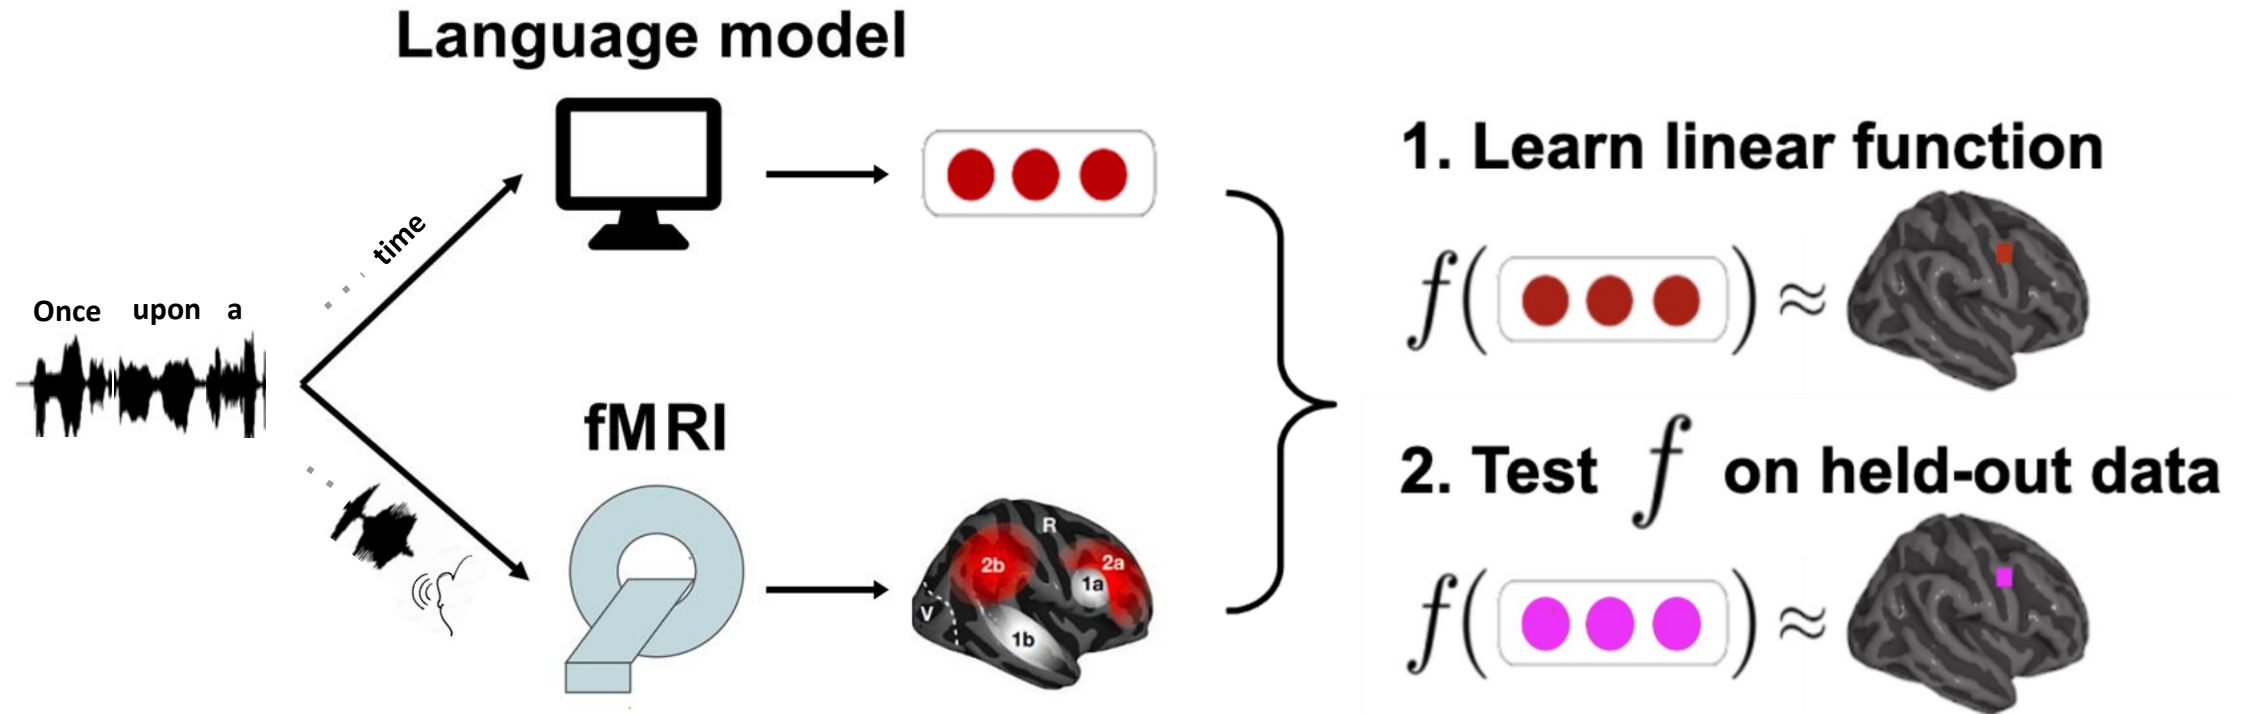 Language model
time
Once upon a
fMRI
R
2b
2a
1a
V
1b
1. Learn linear function
f( ) ≈
2. Test f on held-out data
f( ) ≈